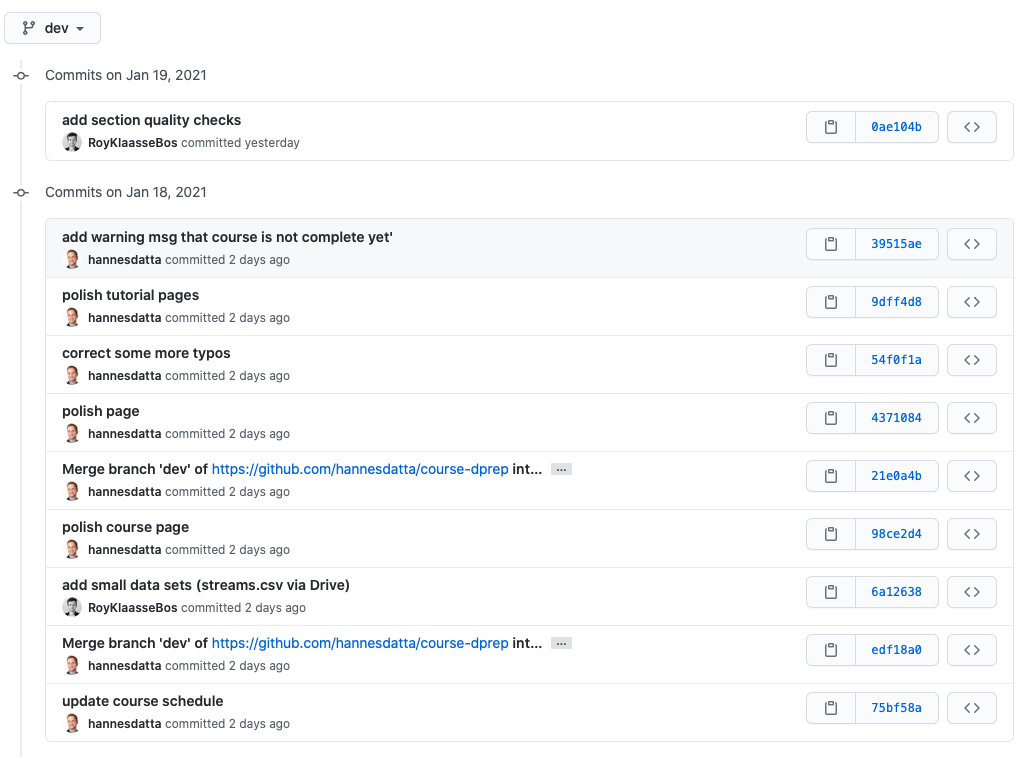 dev
Commits on Jan 19, 2021
add section quality checks
RoyKlaasseBos committed yesterday
0ae104b
Commits on Jan 18, 2021
add warning msg that course is not complete yet'
hannesdatta committed 2 days ago
39515ae
polish tutorial pages
hannesdatta committed 2 days ago
9dff4d8
correct some more typos
hannesdatta committed 2 days ago
54f0f1a
polish page
hannesdatta committed 2 days ago
4371084
Merge branch 'dev' of https://github.com/hannesdatta/course-dprep int... ...
hannesdatta committed 2 days ago
21e0a4b
polish course page
hannesdatta committed 2 days ago
98ce2d4
add small data sets (streams.csv via Drive)
RoyKlaasseBos committed 2 days ago
6a12638
Merge branch 'dev' of https://github.com/hannesdatta/course-dprep int... ...
hannesdatta committed 2 days ago
edf18a0
update course schedule
hannesdatta committed 2 days ago
75bf58a